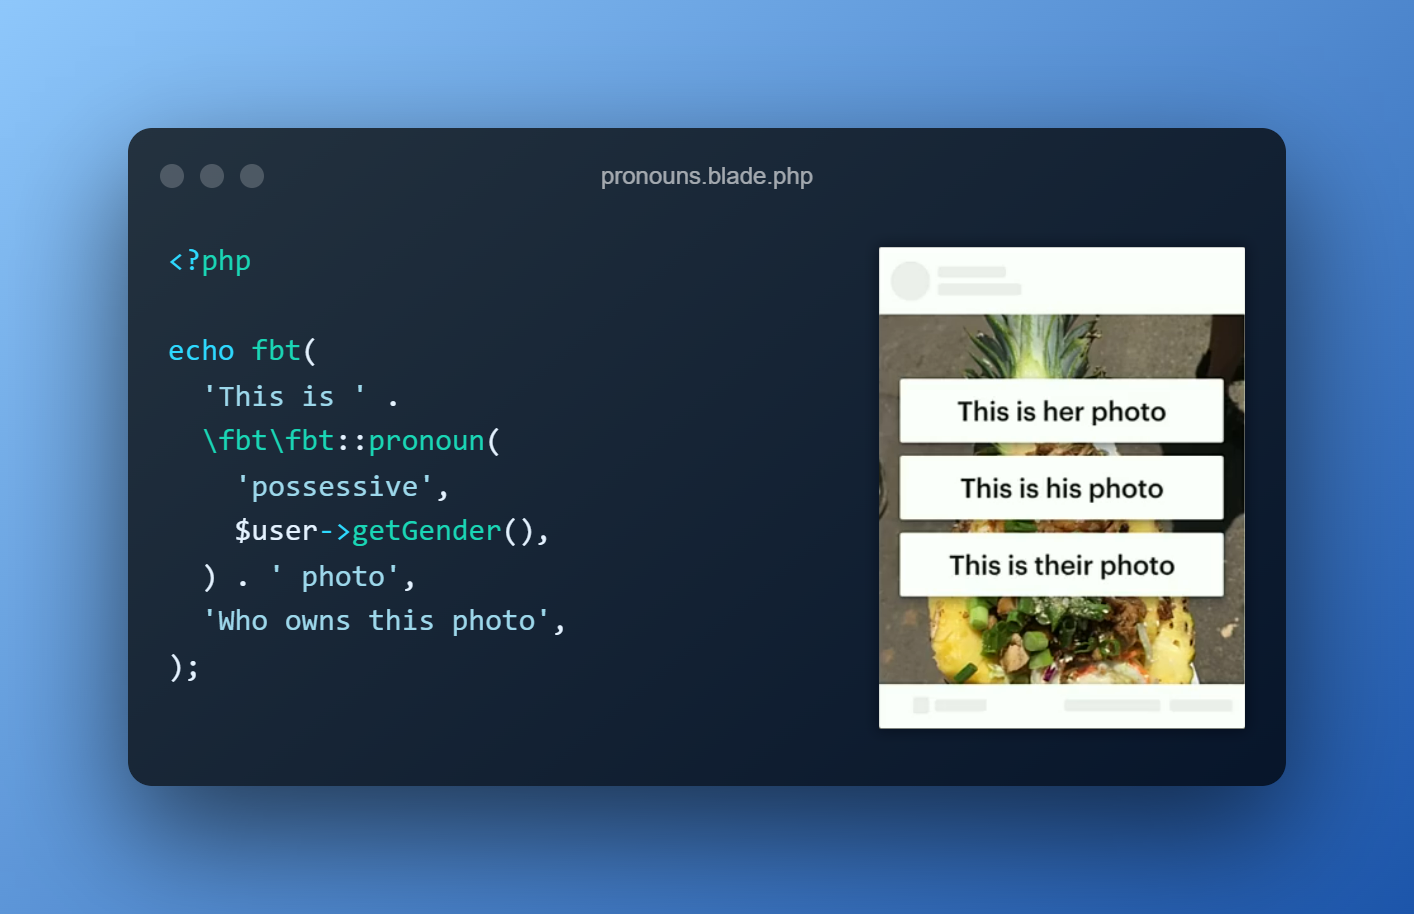 pronouns.blade.php
<?php
echo fbt(
'This is ' .
\fbt\fbt::pronoun(
'possessive',
$user->getGender(),
) . ' photo',
'Who owns this photo',
);
This is her photo
This is his photo
This is their photo